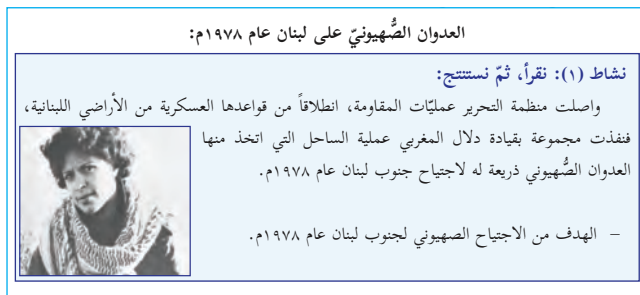 العدوان الصُّهيونيّ على لبنان عام ١٩٧٨م:
نشاط (١): نقرأ، ثمّ نستنتج:
واصلت منظمة التحرير عمليّات المقاومة، انطلاقاً من قواعدها العسكرية من الأراضي اللبنانية،
فنفذت مجموعة بقيادة دلال المغربي عملية الساحل التي اتخذ منها
العدوان الصُّهيوني ذريعة له لاجتياح جنوب لبنان عام ١٩٧٨م.
- الهدف من الاجتياح الصهيوني لجنوب لبنان عام ١٩٧٨م.